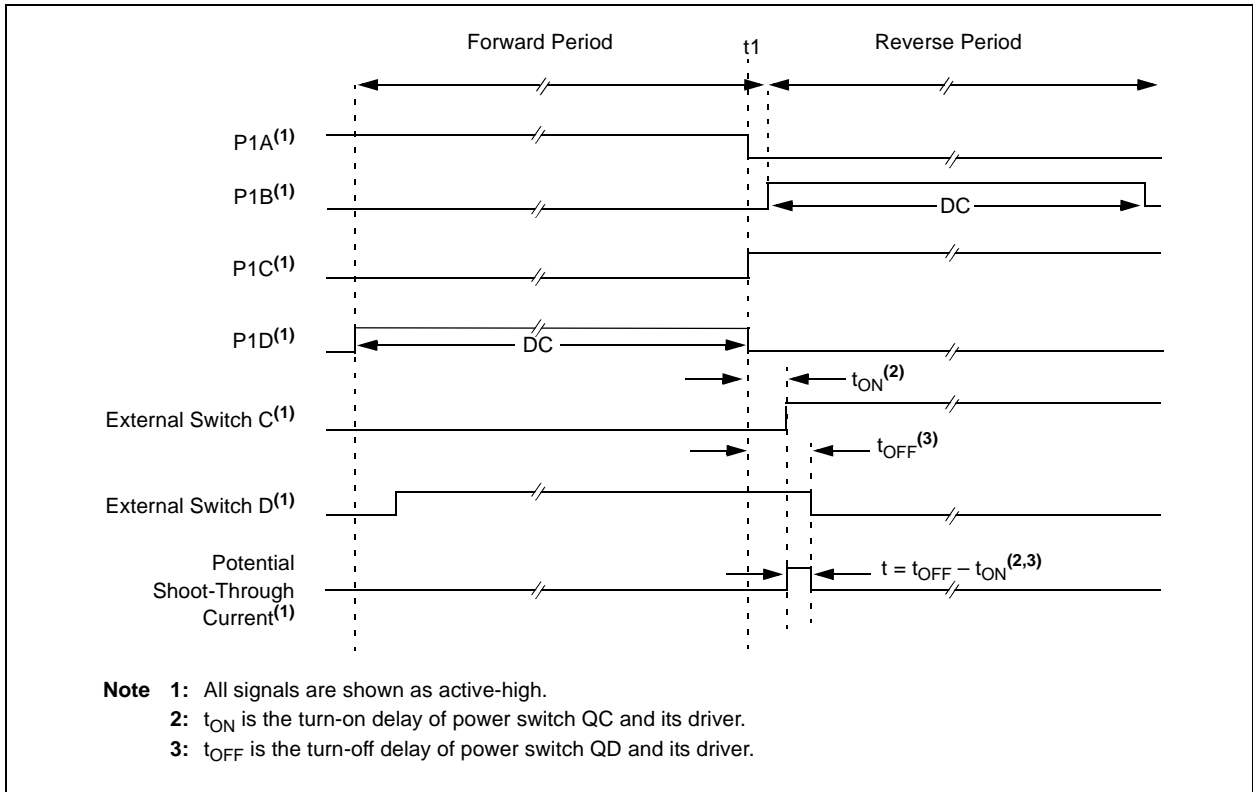 Forward Period
t1
Reverse Period
P1A(1)
P1B(1)
DC
P1C(1)
P1D(1)
DC
tON(2)
External Switch C(1)
tOFF(3)
External Switch D(1)
Potential
Shoot-Through
Current(1)
t = tOFF – tON(2,3)
Note 1: All signals are shown as active-high.
2: tON is the turn-on delay of power switch QC and its driver.
3: tOFF is the turn-off delay of power switch QD and its driver.